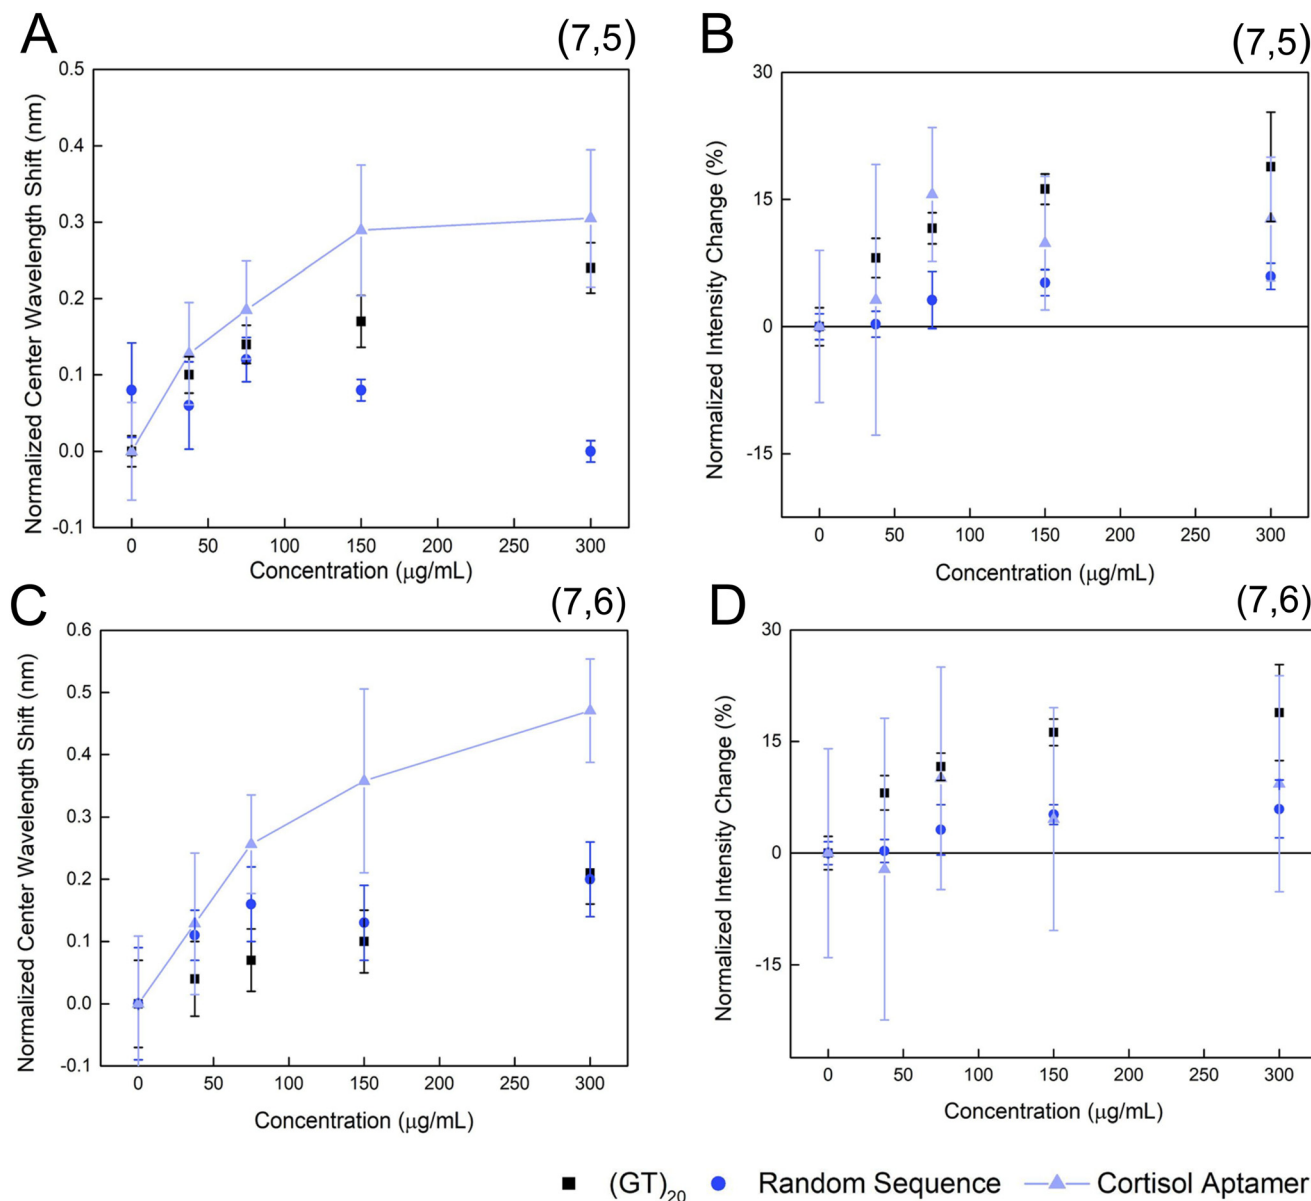 A
(7,5)
Normalized Center Wavelength Shift (nm)
0.5
0.4
0.3
0.2
0.1
0.0
-0.1
0 50 100 150 200 250 300
Concentration (µg/mL)
B
(7,5)
Normalized Intensity Change (%)
30
15
0
-15
0 50 100 150 200 250 300
Concentration (µg/mL)
C
(7,6)
Normalized Center Wavelength Shift (nm)
0.6
0.5
0.4
0.3
0.2
0.1
0.0
-0.1
0 50 100 150 200 250 300
Concentration (µg/mL)
D
(7,6)
Normalized Intensity Change (%)
30
15
0
-15
0 50 100 150 200 250 300
Concentration (µg/mL)
(GT)₂₀ Random Sequence Cortisol Aptamer